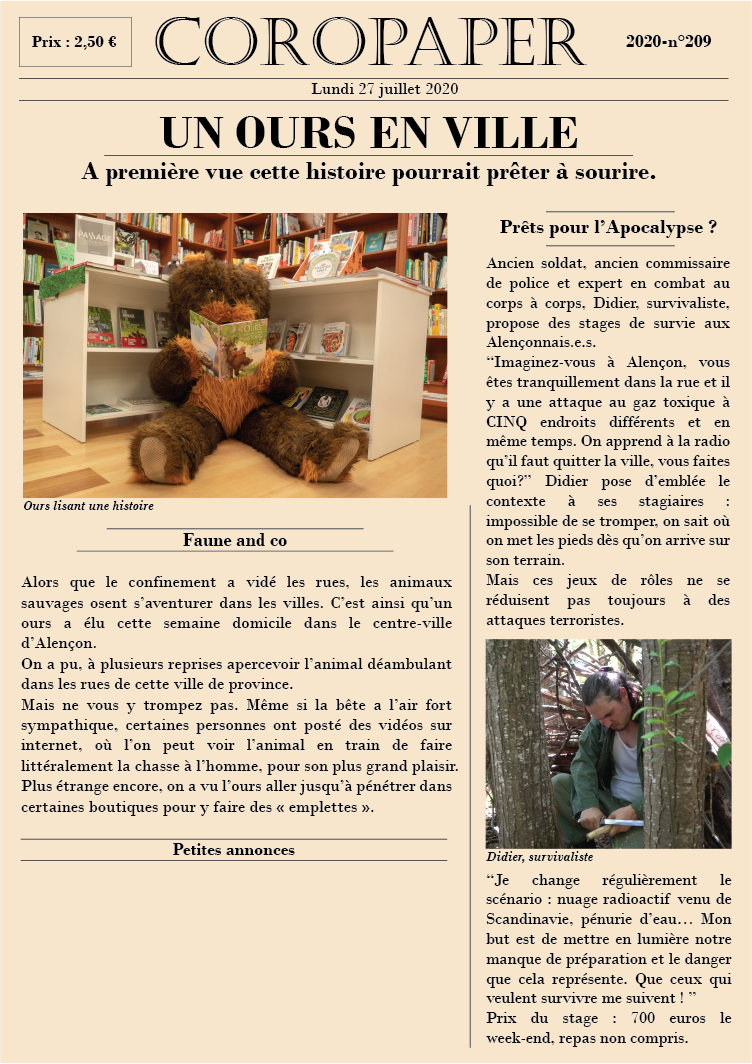 Prix : 2,50 €
COROPAPER
2020-n°209
Lundi 27 juillet 2020
UN OURS EN VILLE
A première vue cette histoire pourrait prêter à sourire.
PASSAGE
Ours lisant une histoire
Faune and co
Alors que le confinement a vidé les rues, les animaux
sauvages osent s’aventurer dans les villes. C’est ainsi qu’un
ours a élu cette semaine domicile dans le centre-ville
d’Alençon.
On a pu, à plusieurs reprises apercevoir l’animal déambulant
dans les rues de cette ville de province.
Mais ne vous y trompez pas. Même si la bête a l’air fort
sympathique, certaines personnes ont posté des vidéos sur
internet, où l’on peut voir l’animal en train de faire
littéralement la chasse à l’homme, pour son plus grand plaisir.
Plus étrange encore, on a vu l’ours aller jusqu’à pénétrer dans
certaines boutiques pour y faire des « emplettes ».
Petites annonces
Prêts pour l’Apocalypse ?
Ancien soldat, ancien commissaire
de police et expert en combat au
corps à corps, Didier, survivaliste,
propose des stages de survie aux
Alençonnais.e.s.
“Imaginez-vous à Alençon, vous
êtes tranquillement dans la rue et il
y a une attaque au gaz toxique à
CINQ endroits différents et en
même temps. On apprend à la radio
qu’il faut quitter la ville, vous faites
quoi?” Didier pose d’emblée le
contexte à ses stagiaires :
impossible de se tromper, on sait où
on met les pieds dès qu’on arrive sur
son terrain.
Mais ces jeux de rôles ne se
réduisent pas toujours à des
attaques terroristes.
Didier, survivaliste
“Je change régulièrement le
scénario : nuage radioactif venu de
Scandinavie, pénurie d’eau… Mon
but est de mettre en lumière notre
manque de préparation et le danger
que cela représente. Que ceux qui
veulent survivre me suivent ! ”
Prix du stage : 700 euros le
week-end, repas non compris.